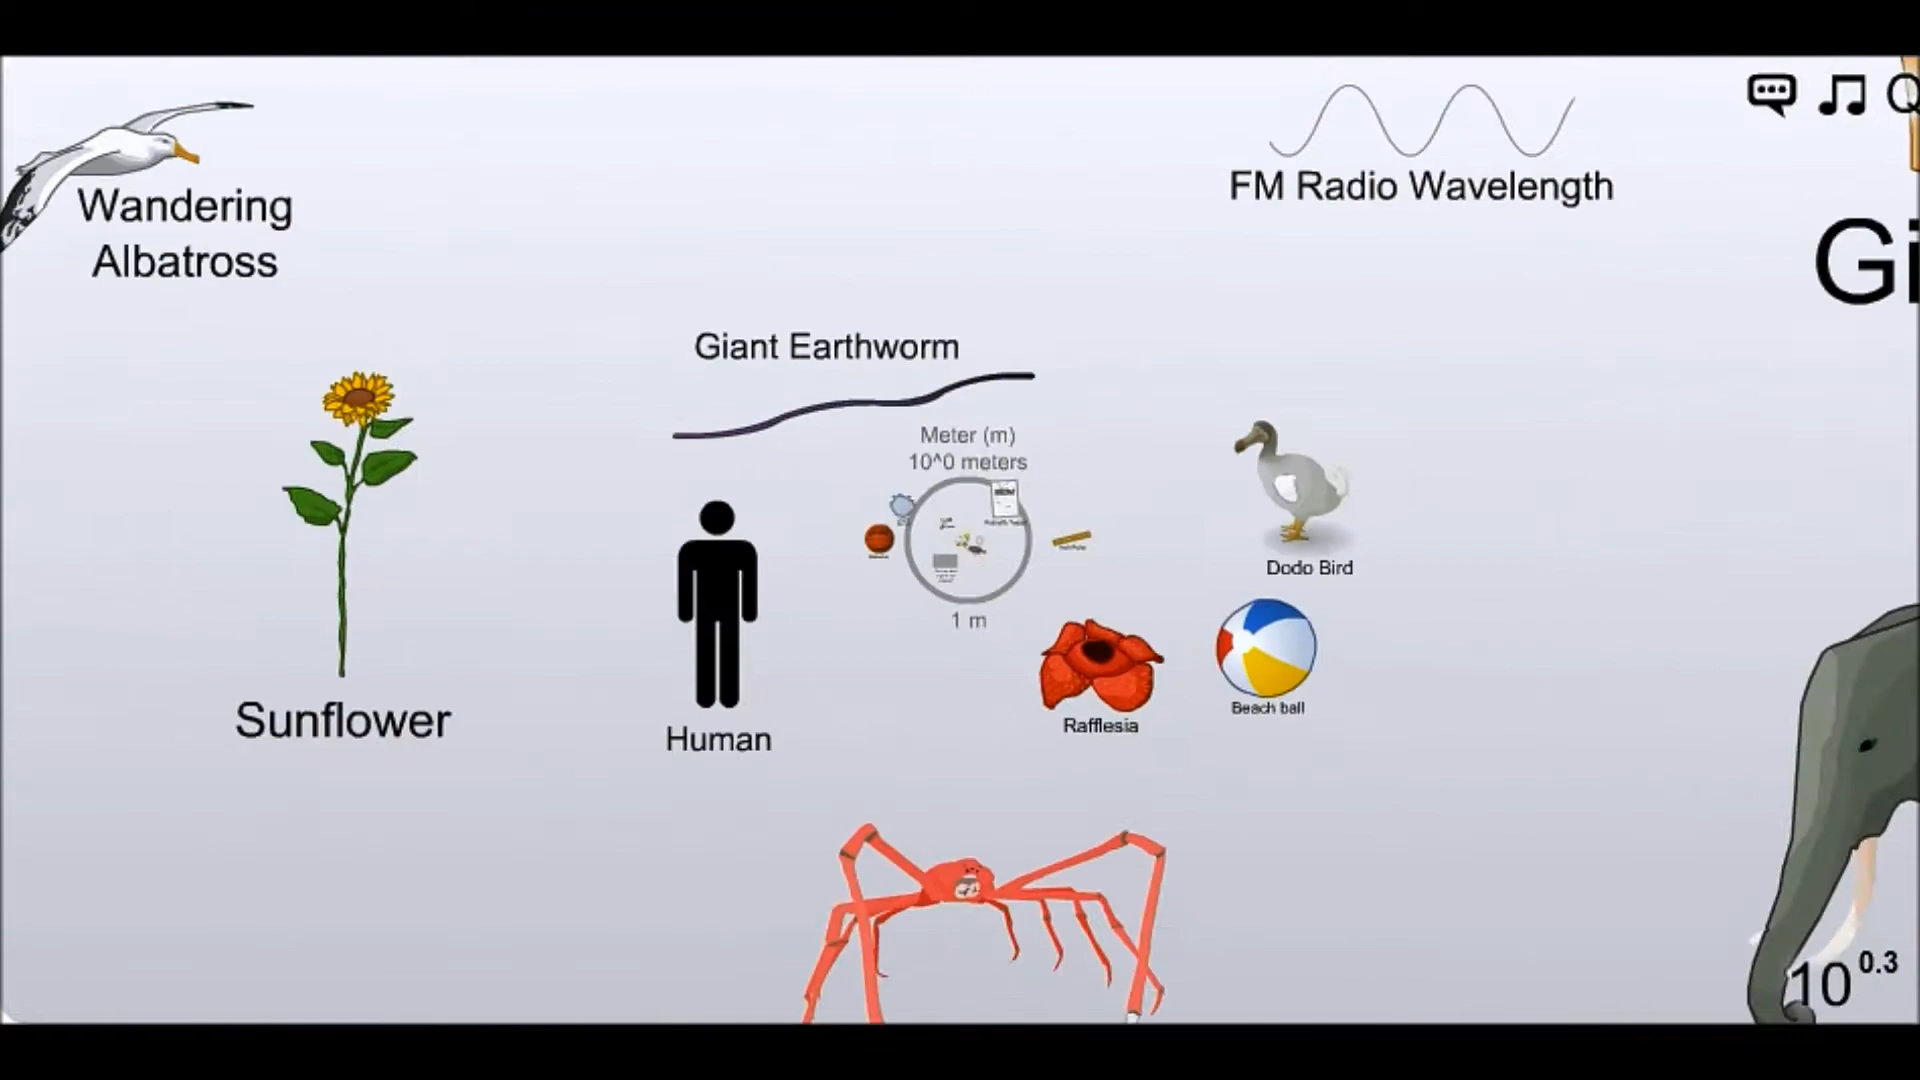 Wandering
Albatross
FM Radio Wavelength
Gi
Giant Earthworm
Meter (m)
10^0 meters
1 m
Dodo Bird
Sunflower
Human
Rafflesia
Beach ball
10 0.3